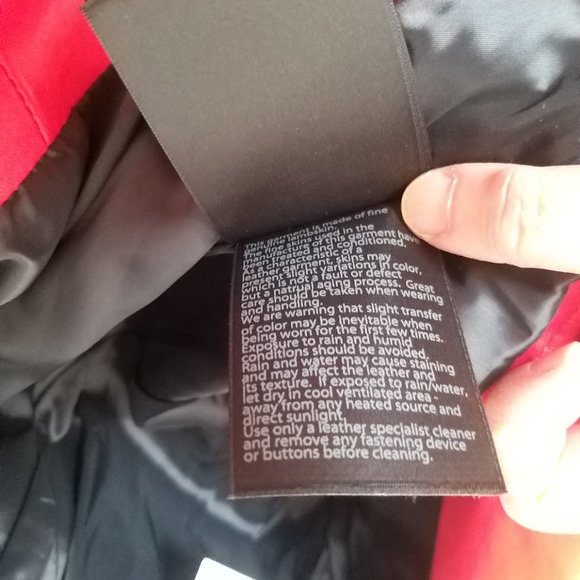 This garment is made of fine
genuine lambskin.
The skins used in the
manufacture of this garment have
main treatment and conditioned.
As a characteristic of a
leather garment, skins may
present slight variations in color,
which is not a fault or defect
but a natrual aging process. Great
care should be taken when wearing
and handling.
We are warning that slight transfer
of color may be inevitable when
being worn for the first few times.
Exposure to rain and humid
conditions should be avoided.
Rain and water may cause staining
and may affect the leather and
its texture. If exposed to rain/water,
let dry in cool ventilated area -
away from any heated source and
direct sunlight.
Use only a leather specialist cleaner
and remove any fastening device
or buttons before cleaning.